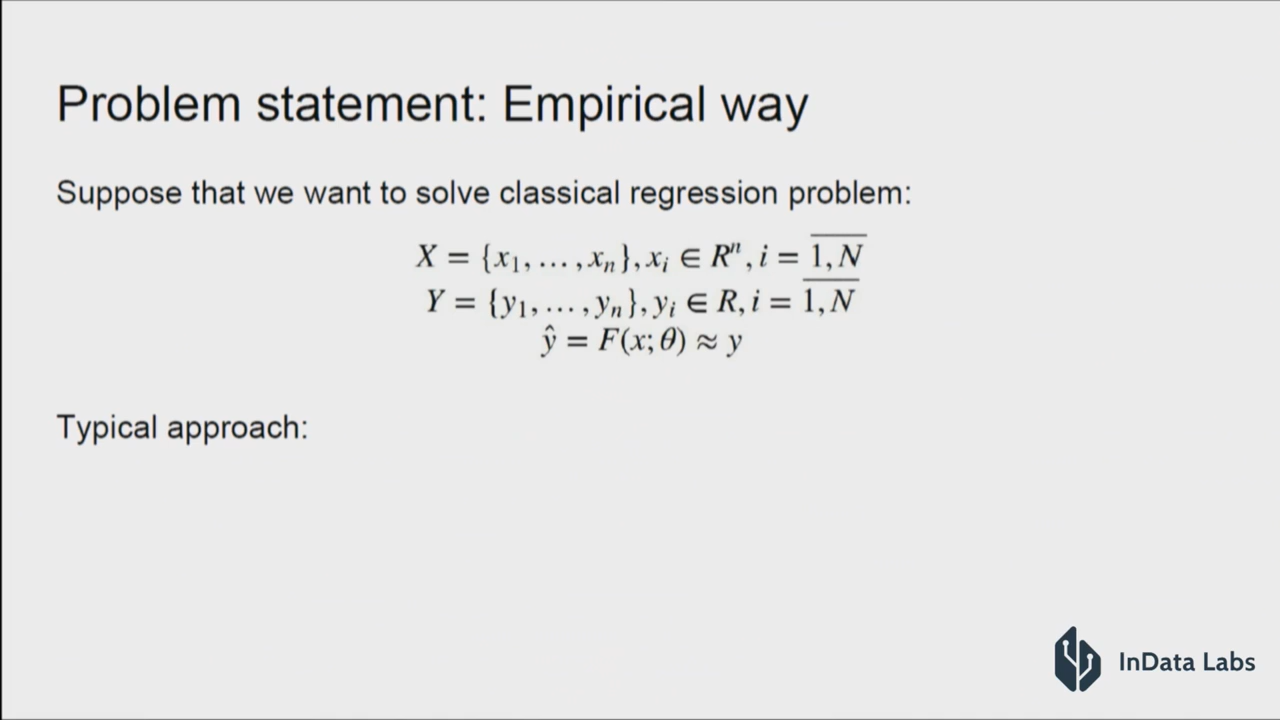 Problem statement: Empirical way
Suppose that we want to solve classical regression problem:
X = {x₁, … , xₙ}, xᵢ ∈ Rⁿ, i = 1, N̅
Y = {y₁, … , yₙ}, yᵢ ∈ R, i = 1, N̅
ŷ = F(x; θ) ≈ y
Typical approach:
InData Labs